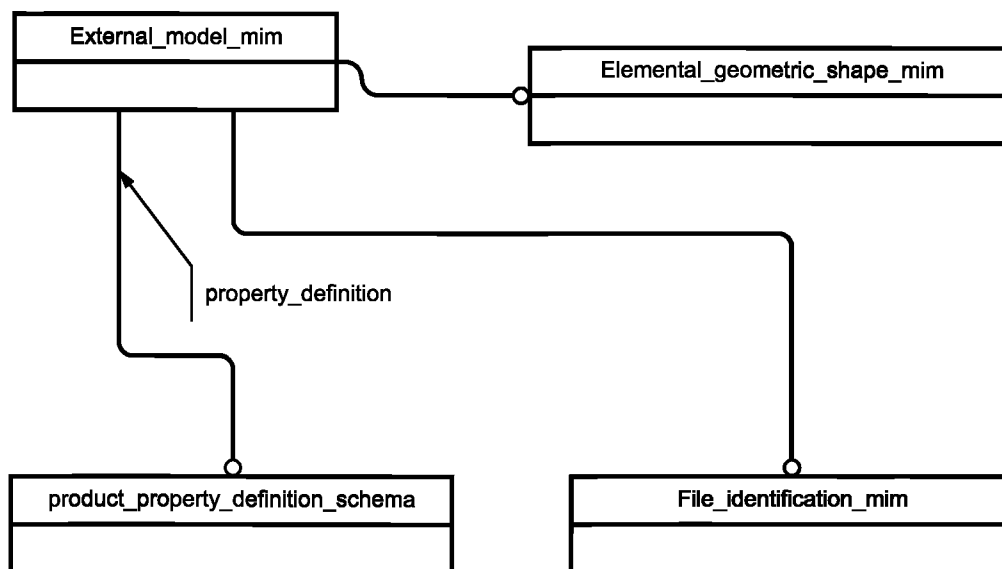 External_model_mim
Elemental_geometric_shape_mim
property_definition
product_property_definition_schema
File_identification_mim